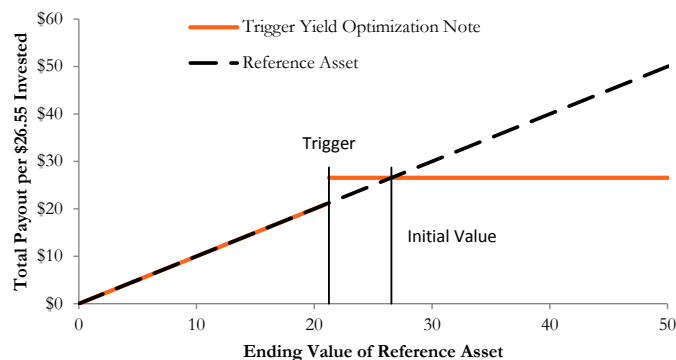 $60
$50
$40
$30
$20
$10
$0
Total Payout per $26.55 Invested
Trigger Yield Optimization Note
Reference Asset
Trigger
Initial Value
0
10
20
30
40
50
Ending Value of Reference Asset